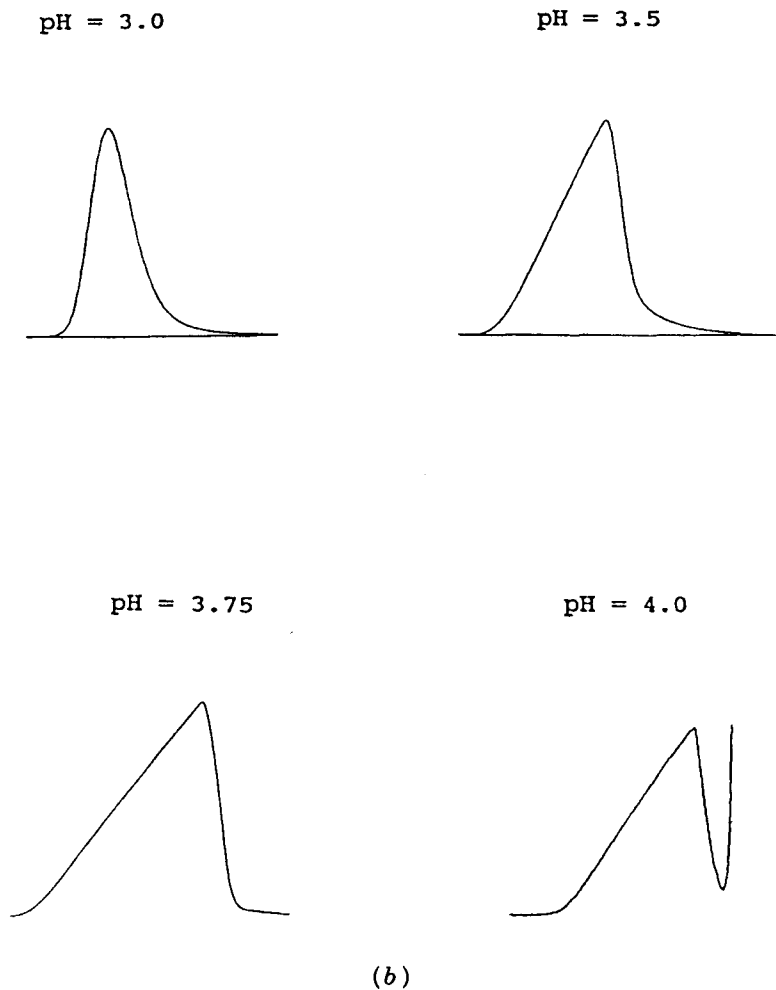 pH = 3.0
pH = 3.5
pH = 3.75
pH = 4.0
(b)